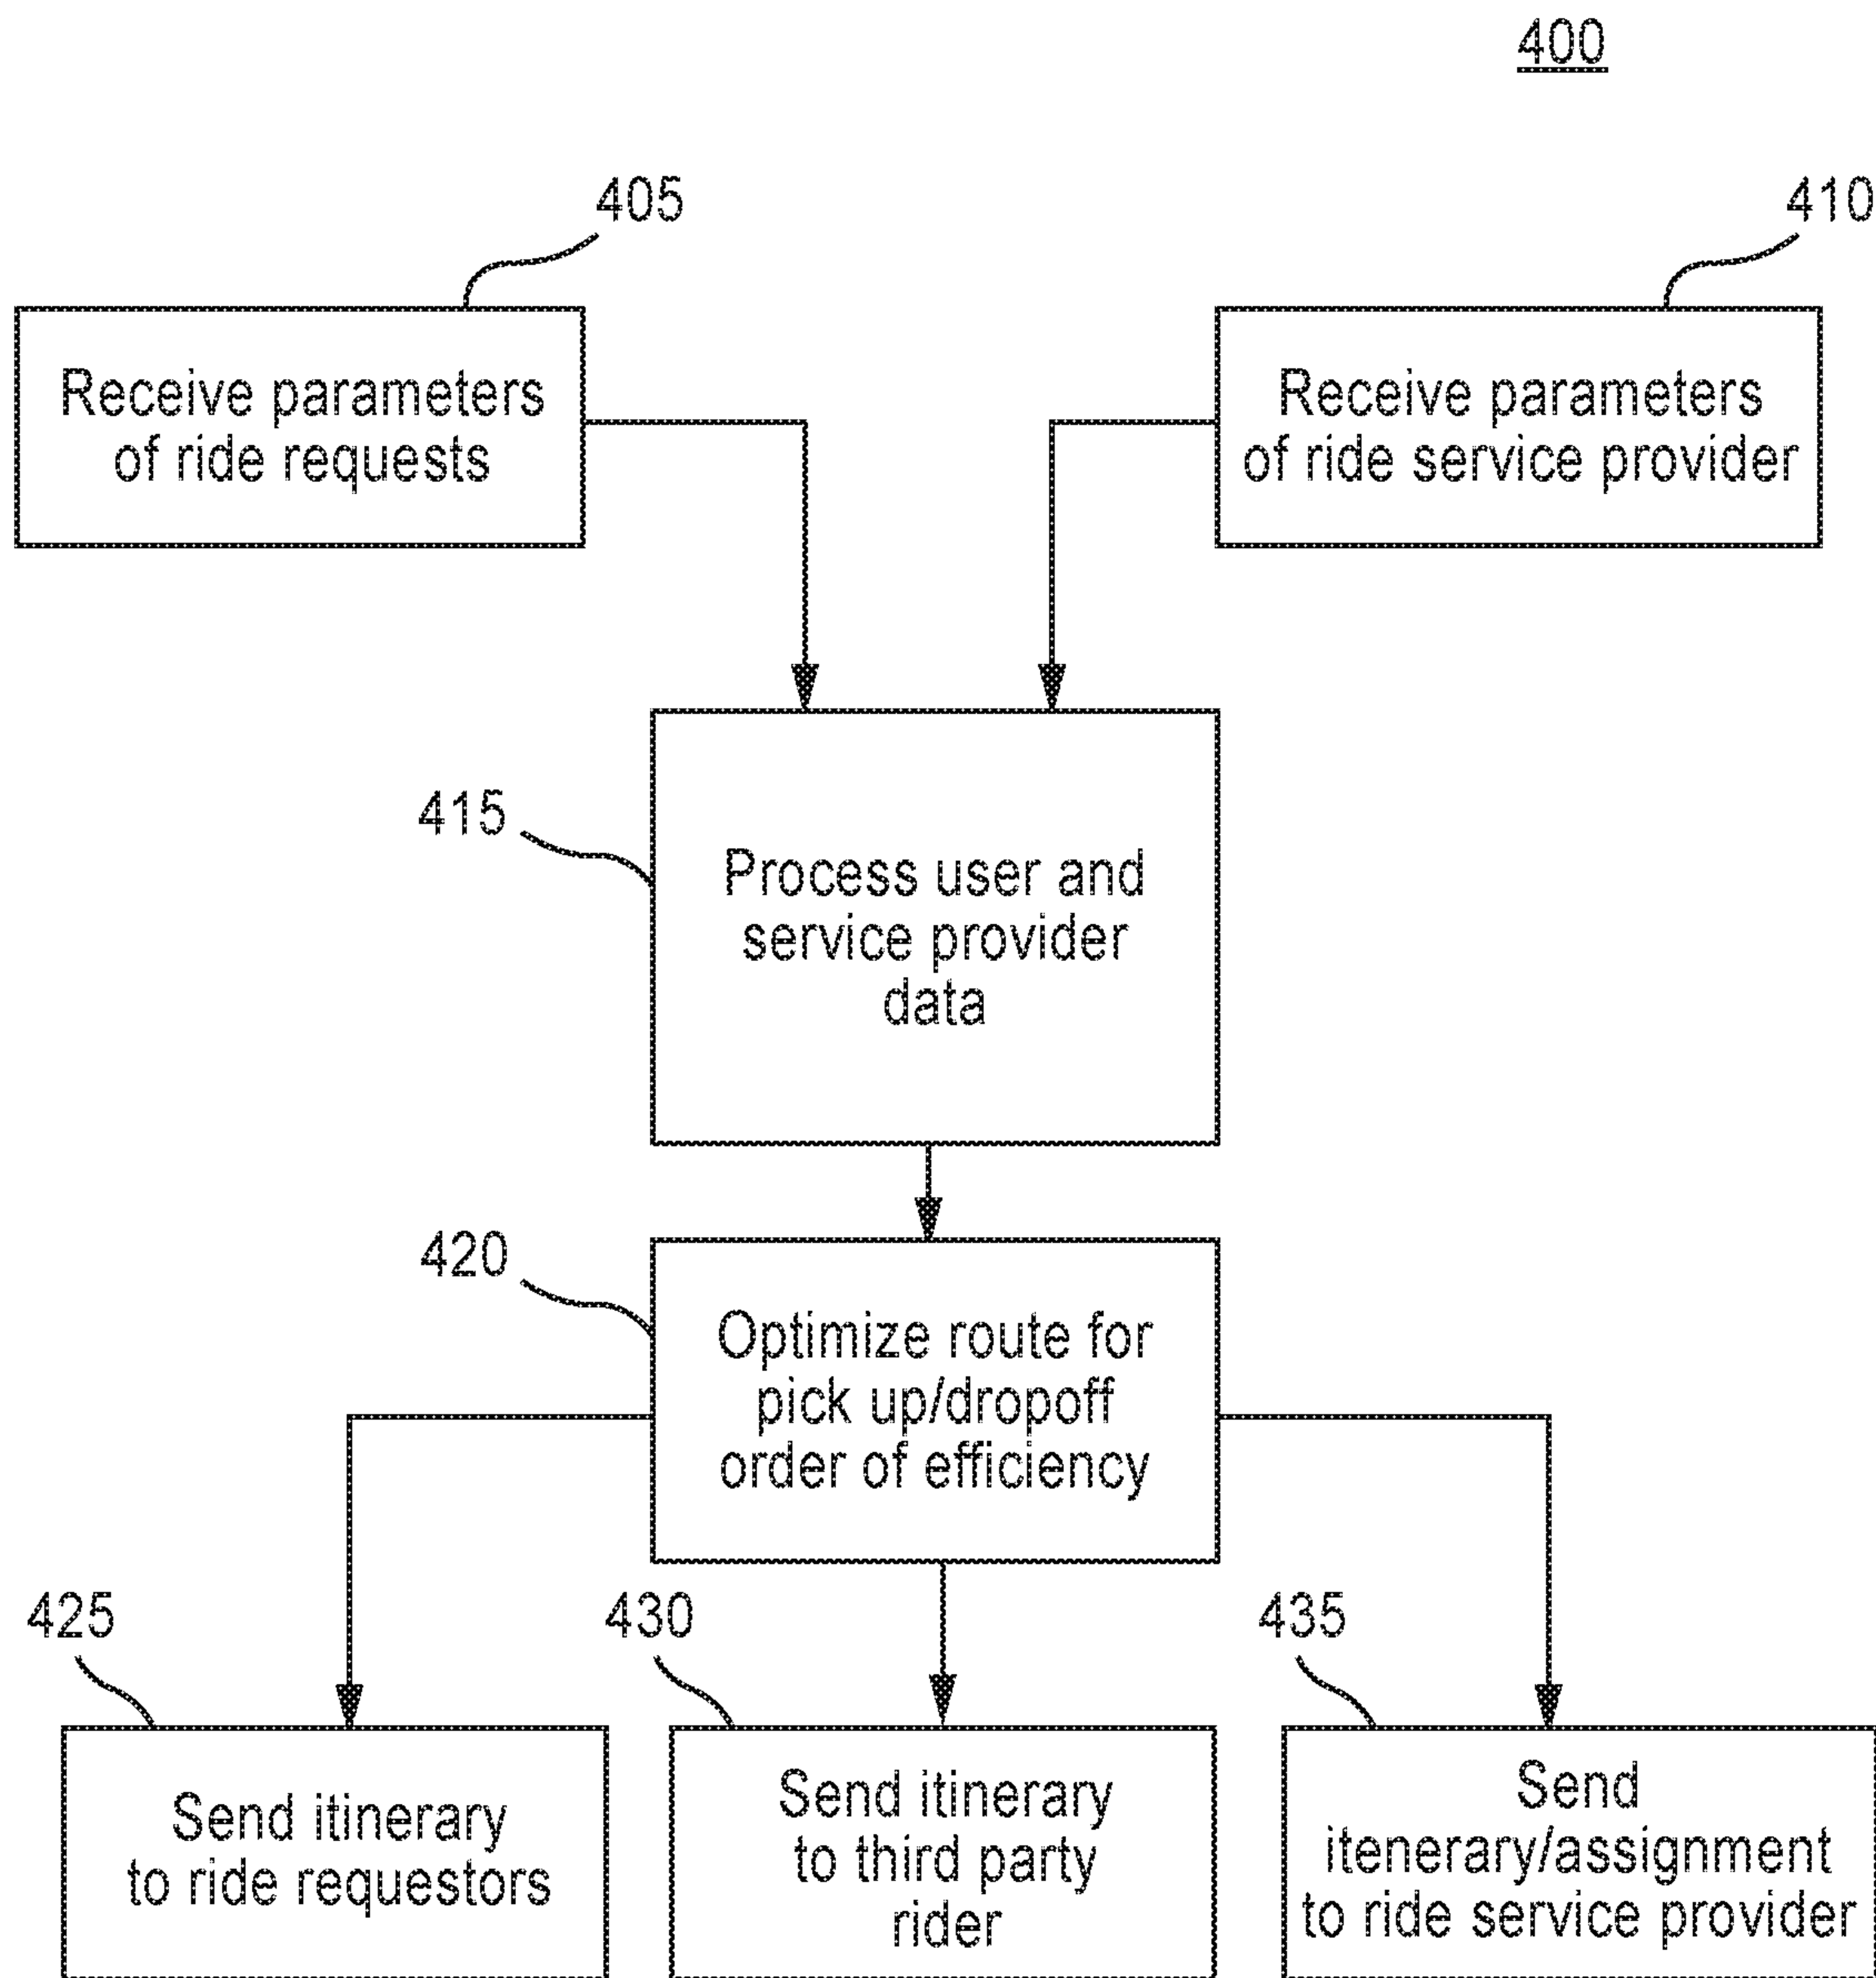 400
405
410
Receive parameters
of ride requests
Receive parameters
of ride service provider
415
Process user and
service provider
data
420
Optimize route for
pick up/dropoff
order of efficiency
425
430
435
Send itinerary
to ride requestors
Send itinerary
to third party
rider
Send
itenerary/assignment
to ride service provider